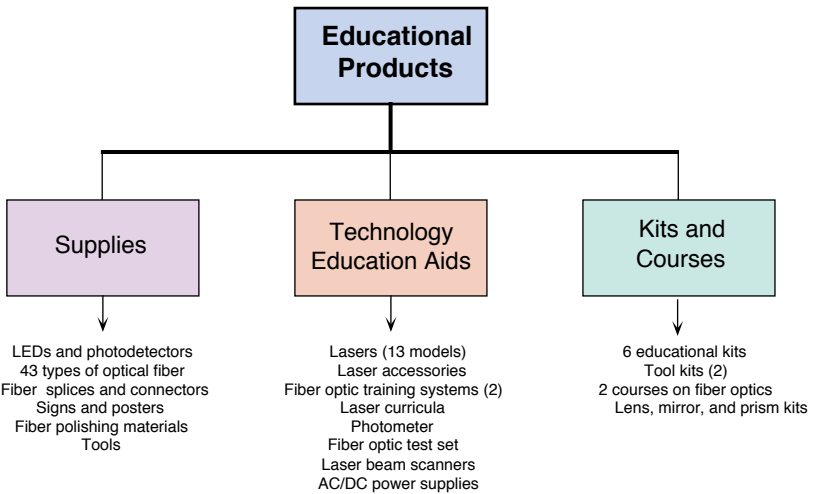 Educational
Products
Supplies
LEDs and photodetectors
43 types of optical fiber
Fiber splices and connectors
Signs and posters
Fiber polishing materials
Tools
Technology
Education Aids
Lasers (13 models)
Laser accessories
Fiber optic training systems (2)
Laser curricula
Photometer
Fiber optic test set
Laser beam scanners
AC/DC power supplies
Kits and
Courses
6 educational kits
Tool kits (2)
2 courses on fiber optics
Lens, mirror, and prism kits